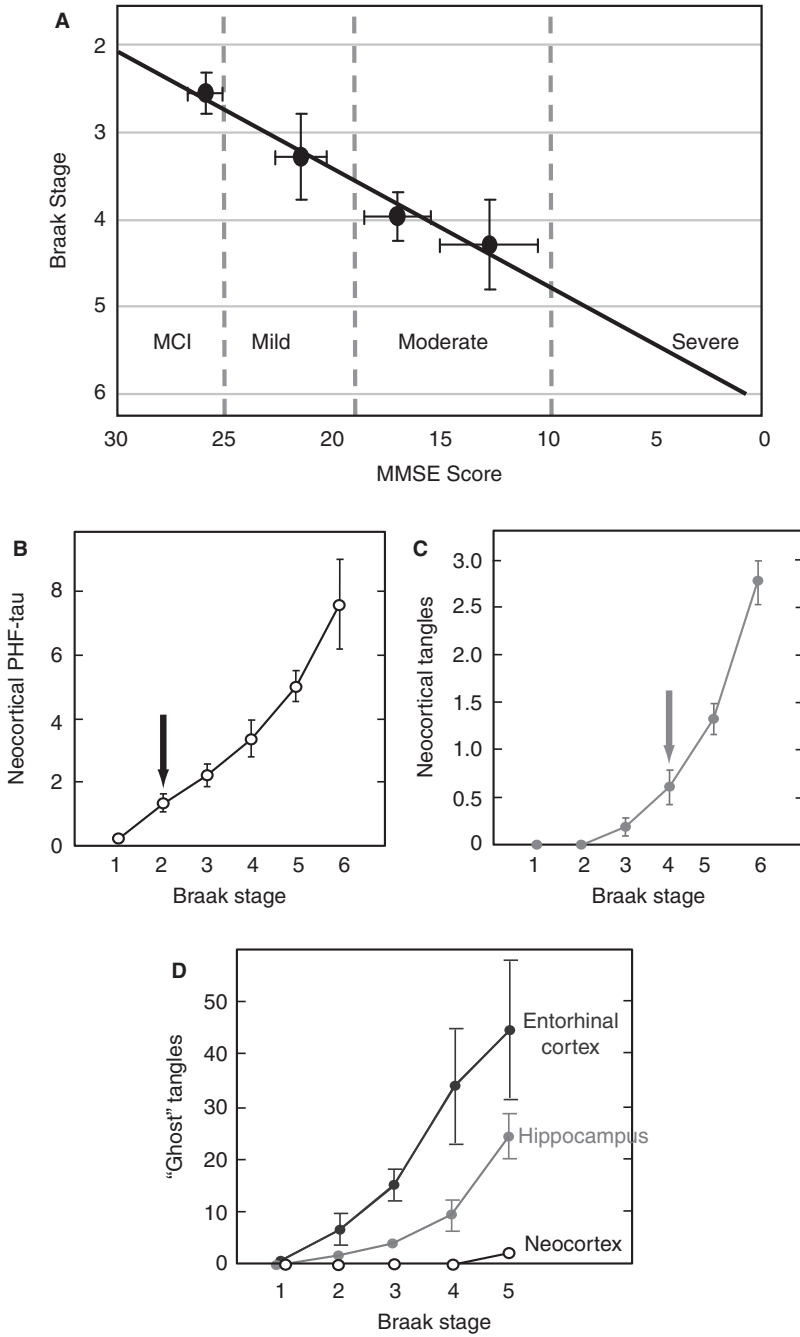 A
Braak Stage
2
3
4
5
6
MCI Mild Moderate Severe
30 25 20 15 10 5 0
MMSE Score
B
Neocortical PHF-tau
8
6
4
2
0
1 2 3 4 5 6
Braak stage
C
Neocortical tangles
3.0
2.5
2.0
1.5
1.0
0.5
0
1 2 3 4 5 6
Braak stage
D
“Ghost” tangles
50
40
30
20
10
0
Entorhinal
cortex
Hippocampus
Neocortex
1 2 3 4 5
Braak stage